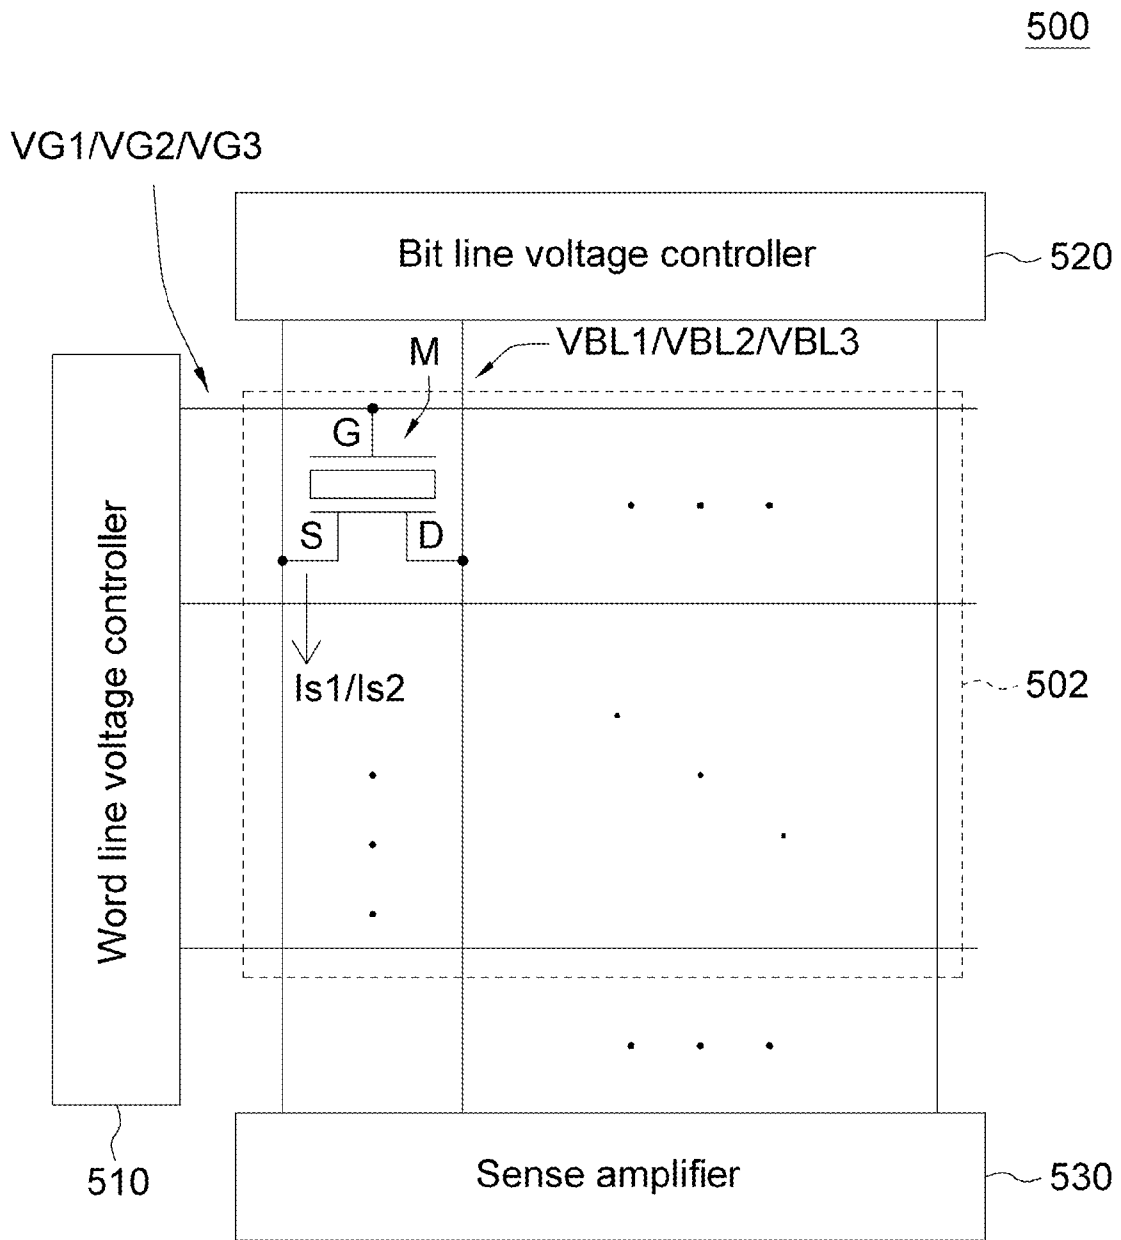 500
VG1/VG2/VG3
Bit line voltage controller
520
VBL1/VBL2/VBL3
M
G
S
D
Is1/Is2
502
Word line voltage controller
510
Sense amplifier
530